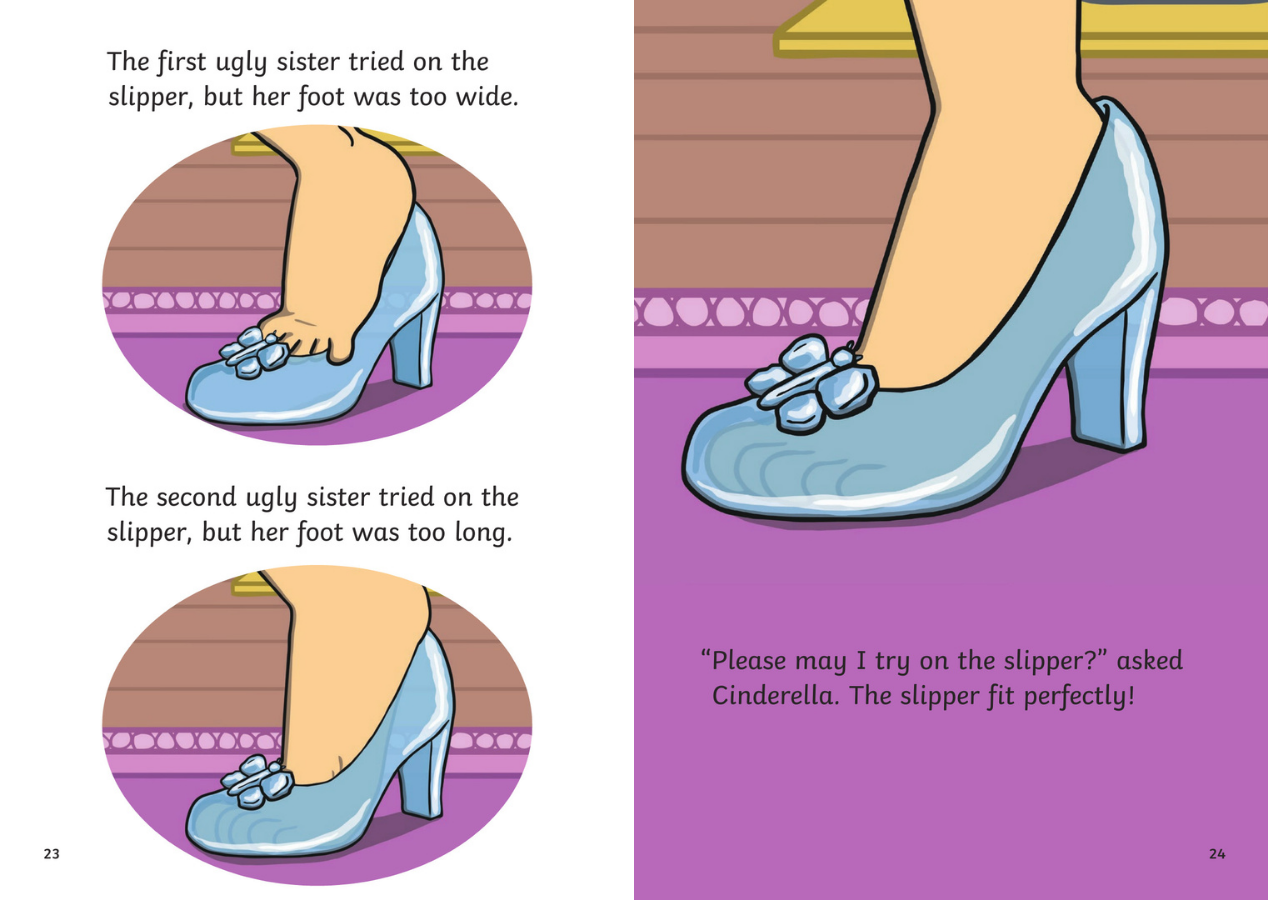 The first ugly sister tried on the
slipper, but her foot was too wide.
The second ugly sister tried on the
slipper, but her foot was too long.
23
“Please may I try on the slipper?” asked
Cinderella. The slipper fit perfectly!
24